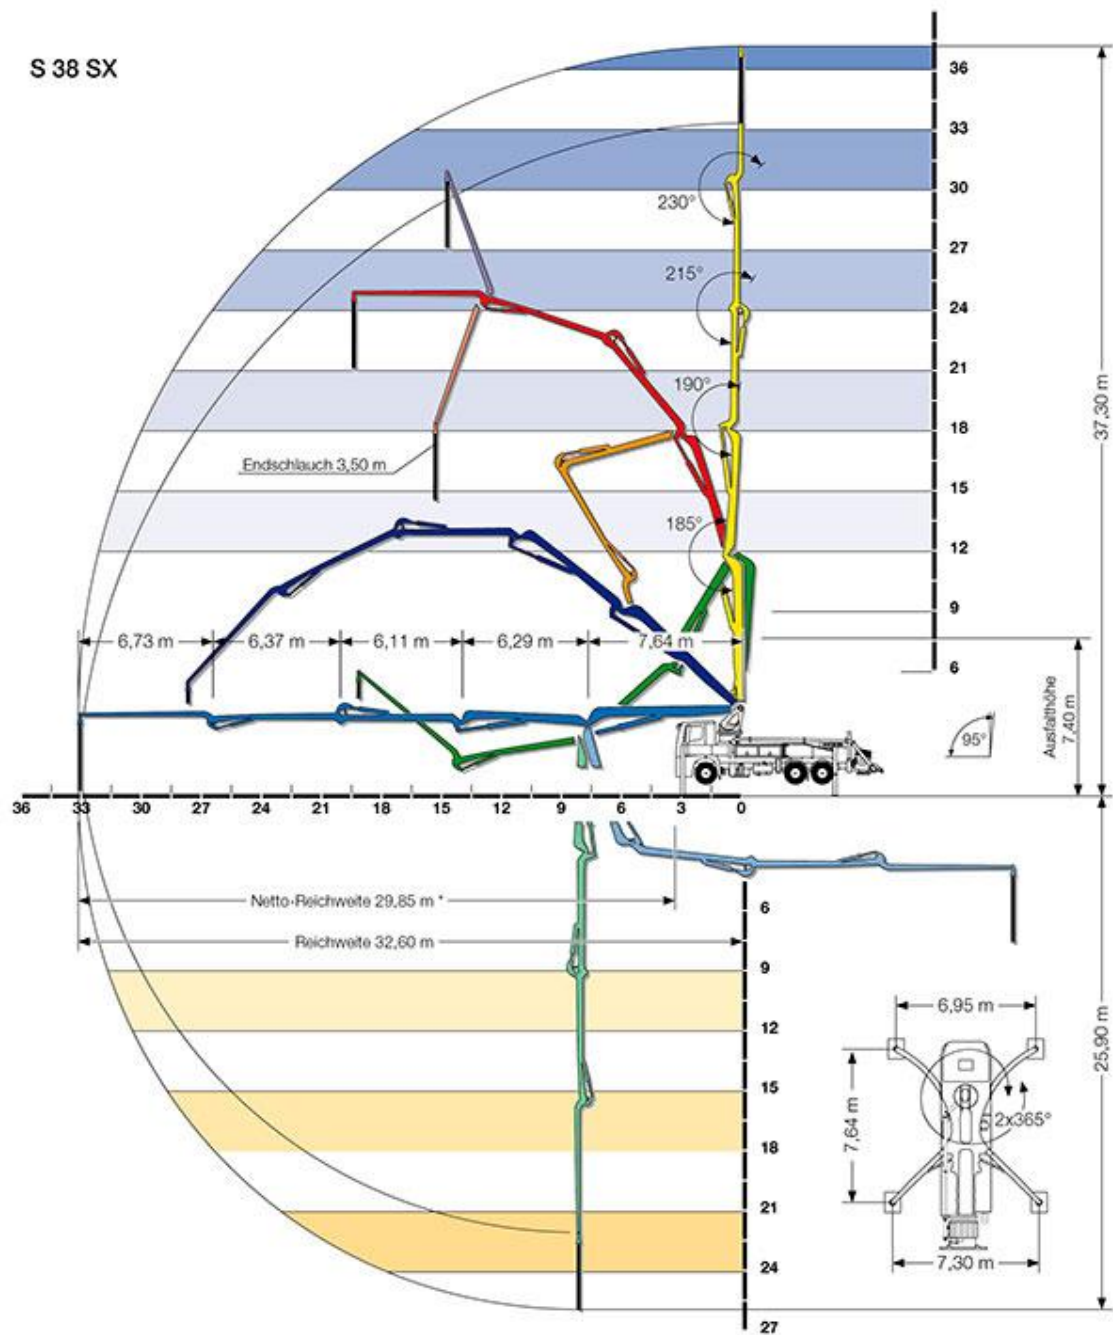 S 38 SX
36
33
30
27
24
21
18
15
12
9
6
230°
215°
190°
185°
Endschlauch 3,50 m
37,30 m
6,73 m
6,37 m
6,11 m
6,29 m
7,64 m
Ausfalthöhe
7,40 m
95°
36
33
30
27
24
21
18
15
12
9
6
3
0
Netto-Reichweite 29,85 m *
Reichweite 32,60 m
6
9
12
15
18
21
24
27
25,90 m
6,95 m
7,64 m
2x365°
7,30 m